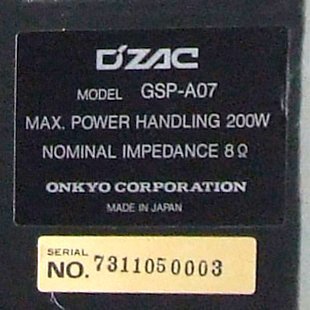 D'ZAC
MODEL GSP-A07
MAX. POWER HANDLING 200W
NOMINAL IMPEDANCE 8Ω
ONKYO CORPORATION
MADE IN JAPAN
SERIAL
NO. 7311050003